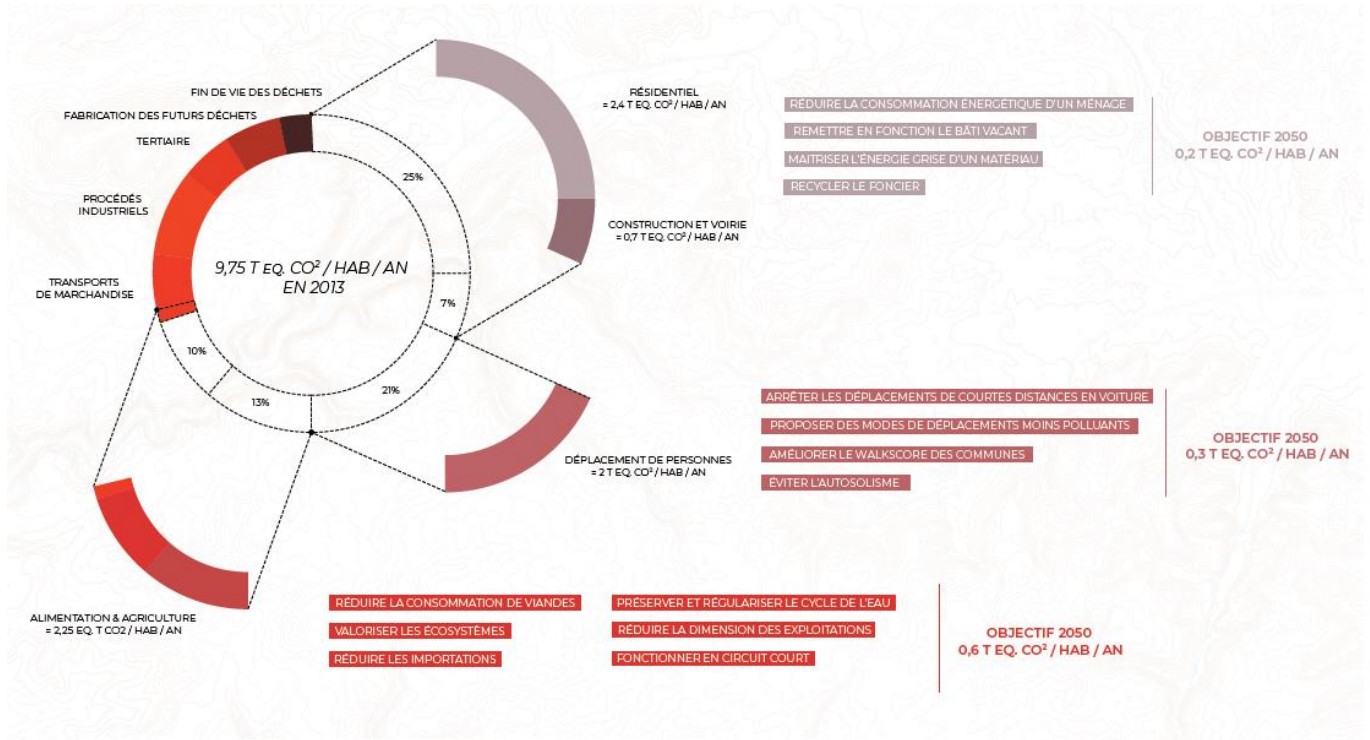 FIN DE VIE DES DÉCHETS
FABRICATION DES FUTURS DÉCHETS
TERTIAIRE
PROCÉDÉS
INDUSTRIELS
TRANSPORTS
DE MARCHANDISE
9,75 T EQ. CO² / HAB / AN
EN 2013
25%
7%
21%
13%
10%
RÉSIDENTIEL
= 2,4 T EQ. CO² / HAB / AN
CONSTRUCTION ET VOIRIE
= 0,7 T EQ. CO² / HAB / AN
RÉDUIRE LA CONSOMMATION ÉNERGÉTIQUE D'UN MÉNAGE
REMETTRE EN FONCTION LE BÂTI VACANT
MAITRISER L'ÉNERGIE GRISE D'UN MATÉRIAU
RECYCLER LE FONCIER
OBJECTIF 2050
0,2 T EQ. CO² / HAB / AN
DÉPLACEMENT DE PERSONNES
= 2 T EQ. CO² / HAB / AN
ARRÊTER LES DÉPLACEMENTS DE COURTES DISTANCES EN VOITURE
PROPOSER DES MODES DE DÉPLACEMENTS MOINS POLLUANTS
AMÉLIORER LE WALKSCORE DES COMMUNES
ÉVITER L'AUTOSOLISME
OBJECTIF 2050
0,3 T EQ. CO² / HAB / AN
ALIMENTATION & AGRICULTURE
= 2,25 EQ. T CO2 / HAB / AN
RÉDUIRE LA CONSOMMATION DE VIANDES
VALORISER LES ÉCOSYSTÈMES
RÉDUIRE LES IMPORTATIONS
PRÉSERVER ET RÉGULARISER LE CYCLE DE L'EAU
RÉDUIRE LA DIMENSION DES EXPLOITATIONS
FONCTIONNER EN CIRCUIT COURT
OBJECTIF 2050
0,6 T EQ. CO² / HAB / AN